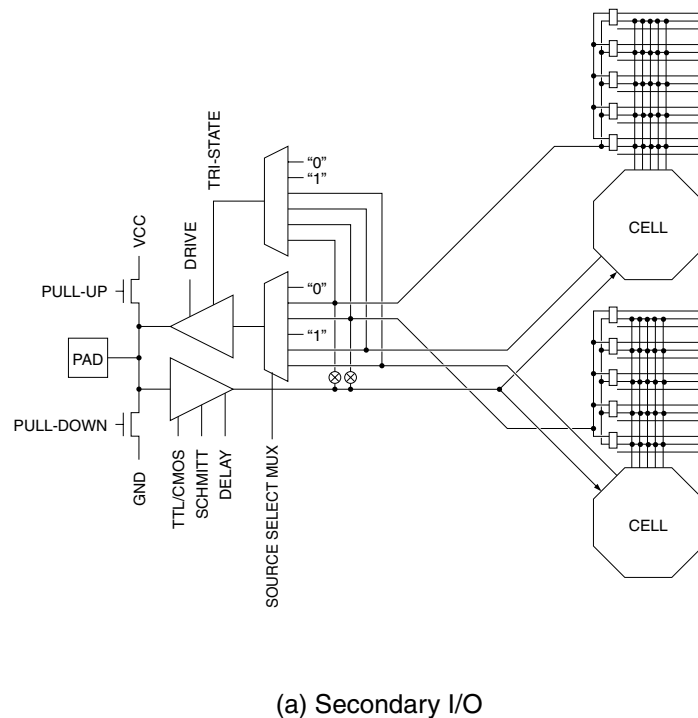 TRI-STATE
"0"
"1"
VCC
DRIVE
CELL
PULL-UP
"0"
"1"
PAD
PULL-DOWN
GND
TTL/CMOS
SCHMITT
DELAY
SOURCE SELECT MUX
CELL
(a) Secondary I/O